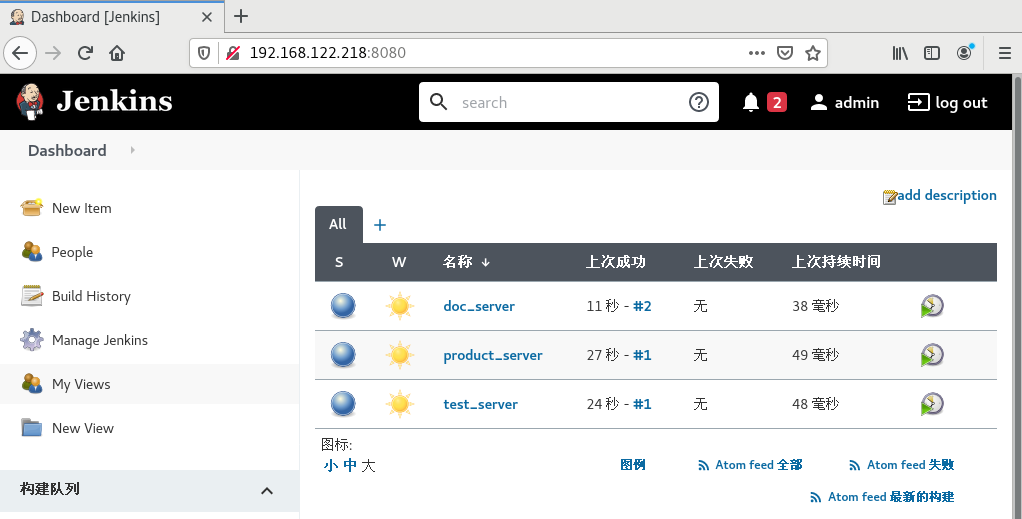 Dashboard [Jenkins]
192.168.122.218:8080
Jenkins
search
2
admin
log out
Dashboard
New Item
People
Build History
Manage Jenkins
My Views
New View
构建队列
add description
All
S W 名称 ↓ 上次成功 上次失败 上次持续时间
doc_server 11 秒 - #2 无 38 毫秒
product_server 27 秒 - #1 无 49 毫秒
test_server 24 秒 - #1 无 48 毫秒
图标:
小 中 大
图例 Atom feed 全部 Atom feed 失败
Atom feed 最新的构建